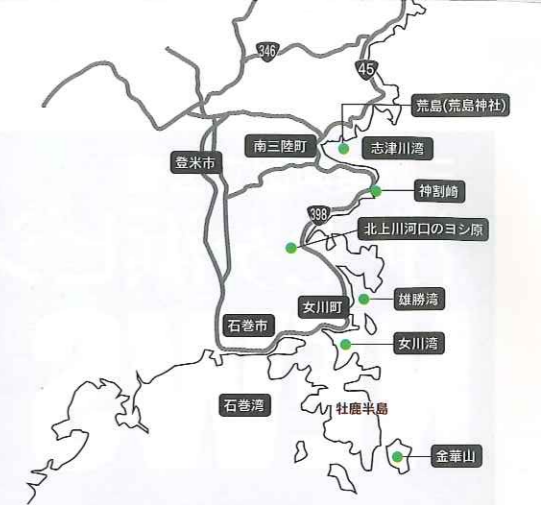 346
45
荒島(荒島神社)
南三陸町
志津川湾
登米市
神割崎
398
北上川河口のヨシ原
女川町
雄勝湾
石巻市
女川湾
石巻湾
牡鹿半島
金華山